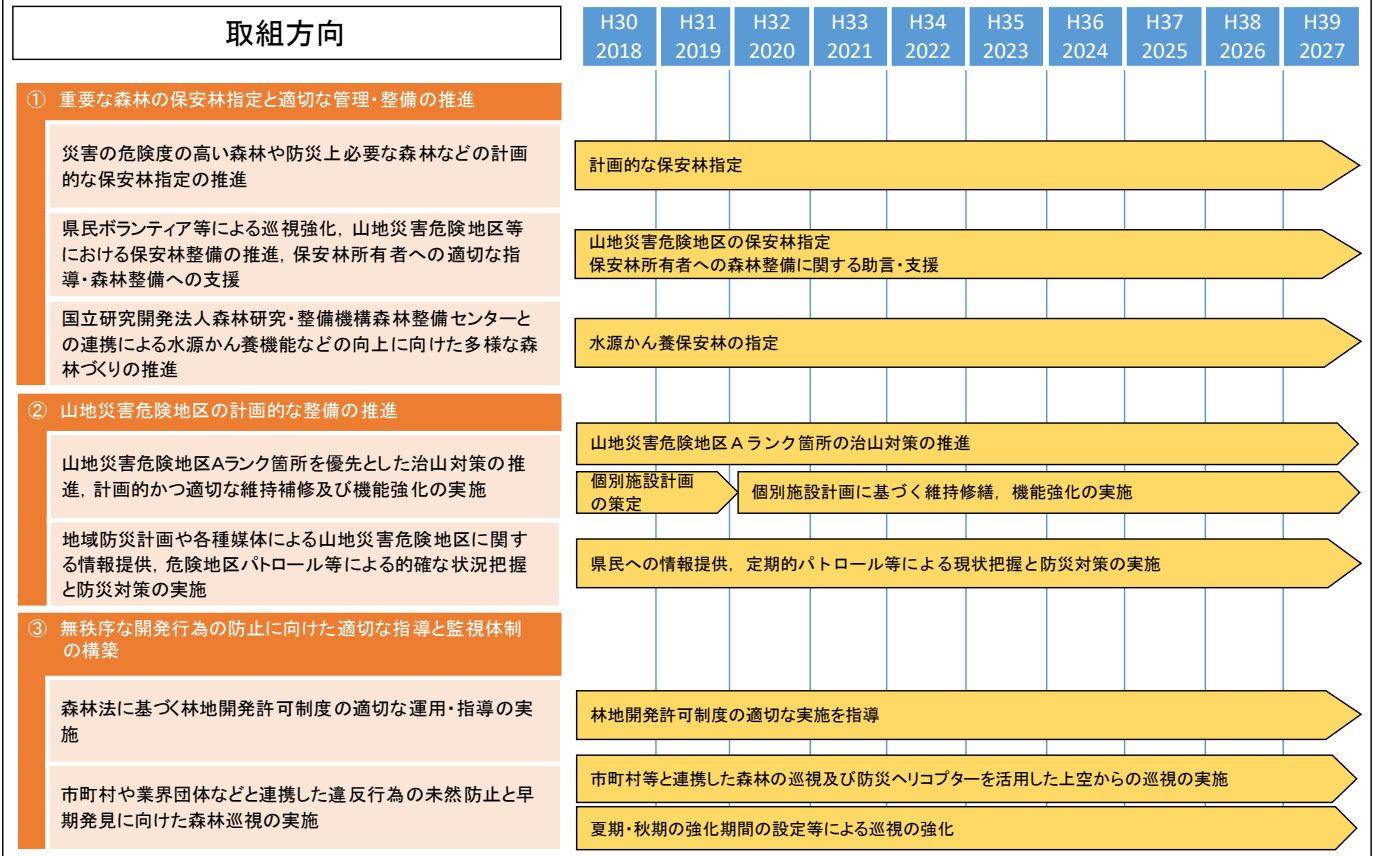 取組方向
H30 H31 H32 H33 H34 H35 H36 H37 H38 H39
2018 2019 2020 2021 2022 2023 2024 2025 2026 2027
① 重要な森林の保安林指定と適切な管理・整備の推進
災害の危険度の高い森林や防災上必要な森林などの計画
的な保安林指定の推進
計画的な保安林指定
県民ボランティア等による巡視強化，山地災害危険地区等
における保安林整備の推進，保安林所有者への適切な指
導・森林整備への支援
山地災害危険地区の保安林指定
保安林所有者への森林整備に関する助言・支援
国立研究開発法人森林研究・整備機構森林整備センターと
の連携による水源かん養機能などの向上に向けた多様な森
林づくりの推進
水源かん養保安林の指定
② 山地災害危険地区の計画的な整備の推進
山地災害危険地区Aランク箇所を優先とした治山対策の推
進，計画的かつ適切な維持補修及び機能強化の実施
山地災害危険地区Ａランク箇所の治山対策の推進
個別施設計画
の策定
個別施設計画に基づく維持修繕，機能強化の実施
地域防災計画や各種媒体による山地災害危険地区に関す
る情報提供，危険地区パトロール等による的確な状況把握
と防災対策の実施
県民への情報提供，定期的パトロール等による現状把握と防災対策の実施
③ 無秩序な開発行為の防止に向けた適切な指導と監視体制
の構築
森林法に基づく林地開発許可制度の適切な運用・指導の実
施
林地開発許可制度の適切な実施を指導
市町村や業界団体などと連携した違反行為の未然防止と早
期発見に向けた森林巡視の実施
市町村等と連携した森林の巡視及び防災ヘリコプターを活用した上空からの巡視の実施
夏期・秋期の強化期間の設定等による巡視の強化